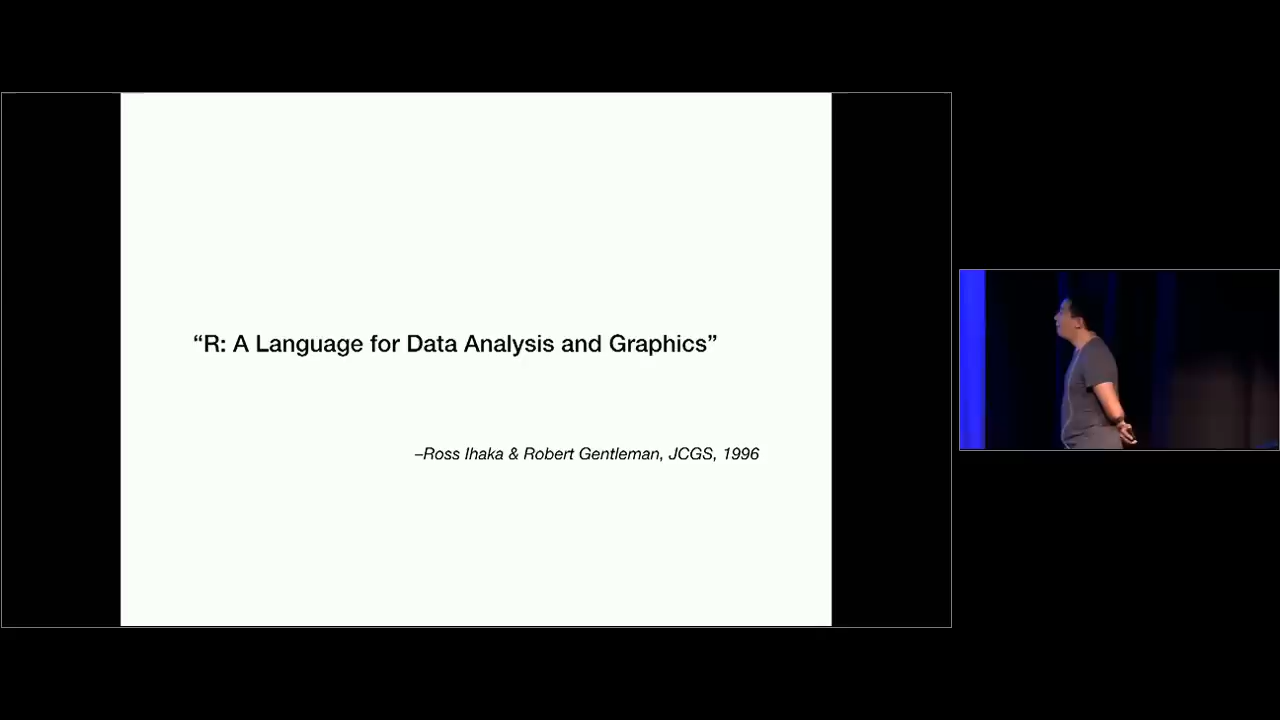 “R: A Language for Data Analysis and Graphics”
–Ross Ihaka & Robert Gentleman, JCGS, 1996